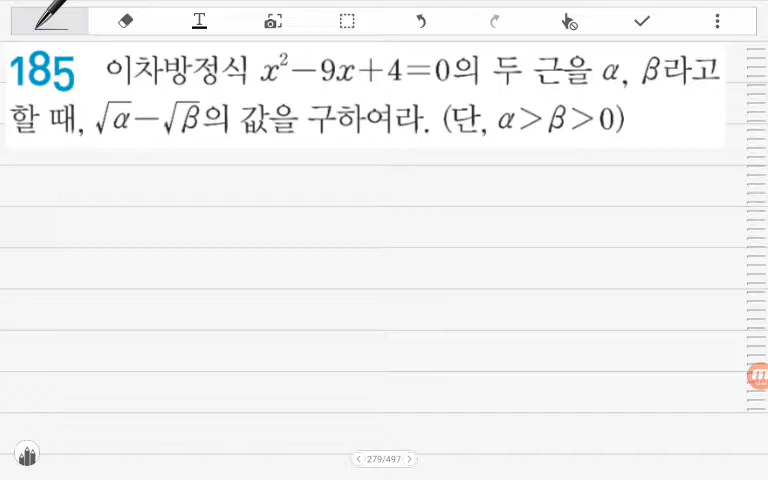 T
185 이차방정식 x²−9x+4=0의 두 근을 α, β라고
할 때, √α−√β의 값을 구하여라. (단, α>β>0)
279/497